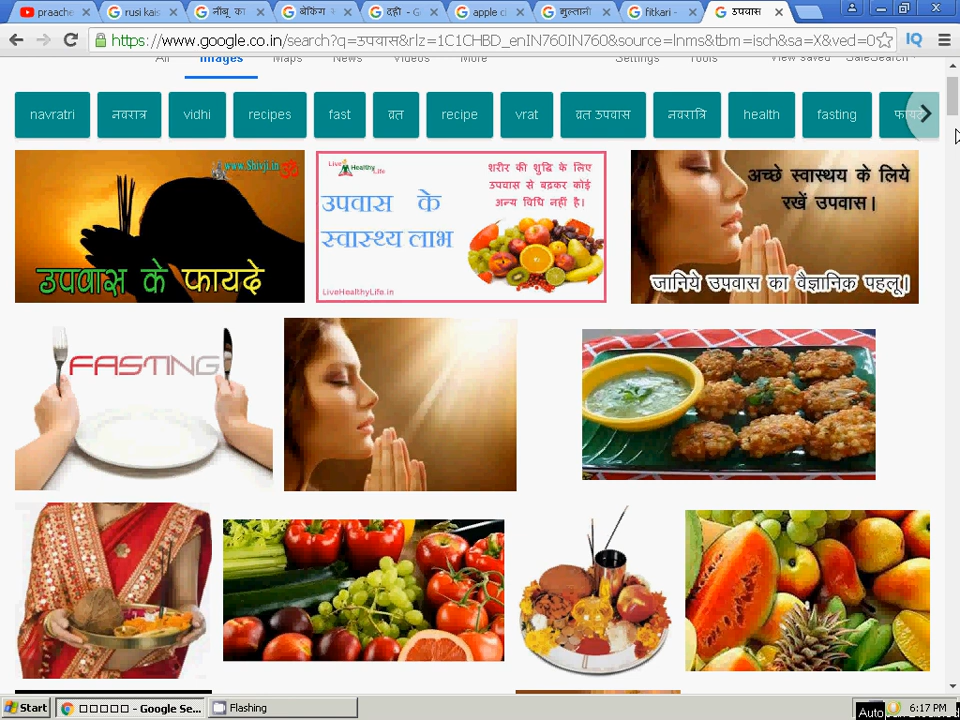 praache
rusi kais
नींबू का
बेकिंग
दही - G
apple ci
मुल्तानी
fitkari -
उपवास
https://www.google.co.in/search?q=उपवास&rlz=1C1CHBD_enIN760IN760&source=lnms&tbm=isch&sa=X&ved=0
IQ
All Images Maps News Videos More Settings Tools View saved SafeSearch
navratri
नवरात्र
vidhi
recipes
fast
व्रत
recipe
vrat
व्रत उपवास
नवरात्रि
health
fasting
www.Shivji.in
ॐ
उपवास के फायदे
Live Healthy Life
शरीर की शुद्धि के लिए
उपवास से बढ़कर कोई
अन्य विधि नहीं है।
उपवास के
स्वास्थ्य लाभ
LiveHealthyLife.in
अच्छे स्वास्थय के लिये
रखें उपवास।
जानिये उपवास का वैज्ञानिक पहलू।
FASTING
Start
□□□□□ - Google Se...
Flashing
6:17 PM